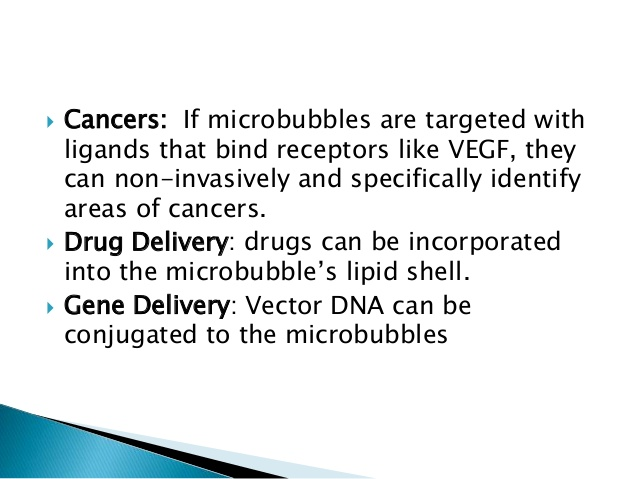 Cancers: If microbubbles are targeted with
ligands that bind receptors like VEGF, they
can non-invasively and specifically identify
areas of cancers.
Drug Delivery: drugs can be incorporated
into the microbubble's lipid shell.
Gene Delivery: Vector DNA can be
conjugated to the microbubbles